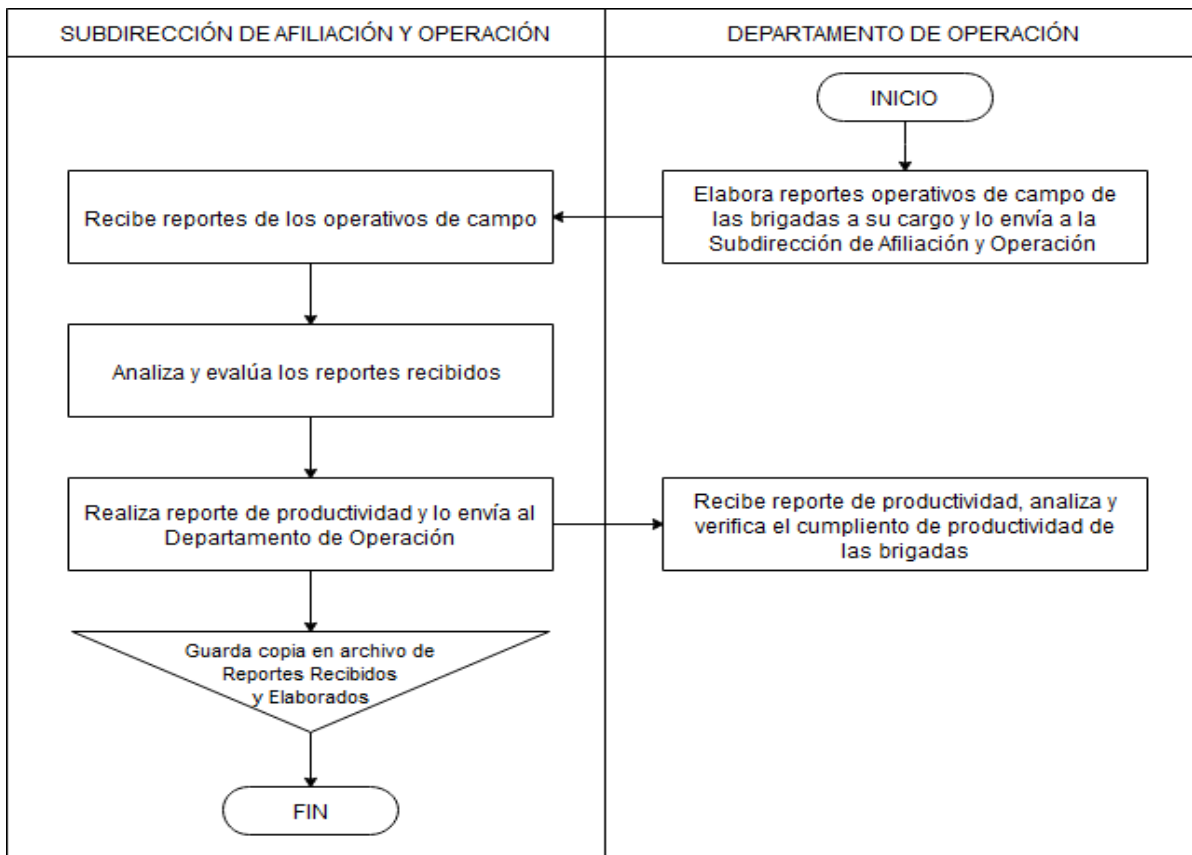 SUBDIRECCIÓN DE AFILIACIÓN Y OPERACIÓN
DEPARTAMENTO DE OPERACIÓN
INICIO
Elabora reportes operativos de campo de
las brigadas a su cargo y lo envía a la
Subdirección de Afiliación y Operación
Recibe reportes de los operativos de campo
Analiza y evalúa los reportes recibidos
Realiza reporte de productividad y lo envía al
Departamento de Operación
Recibe reporte de productividad, analiza y
verifica el cumpliento de productividad de
las brigadas
Guarda copia en archivo de
Reportes Recibidos
y Elaborados
FIN